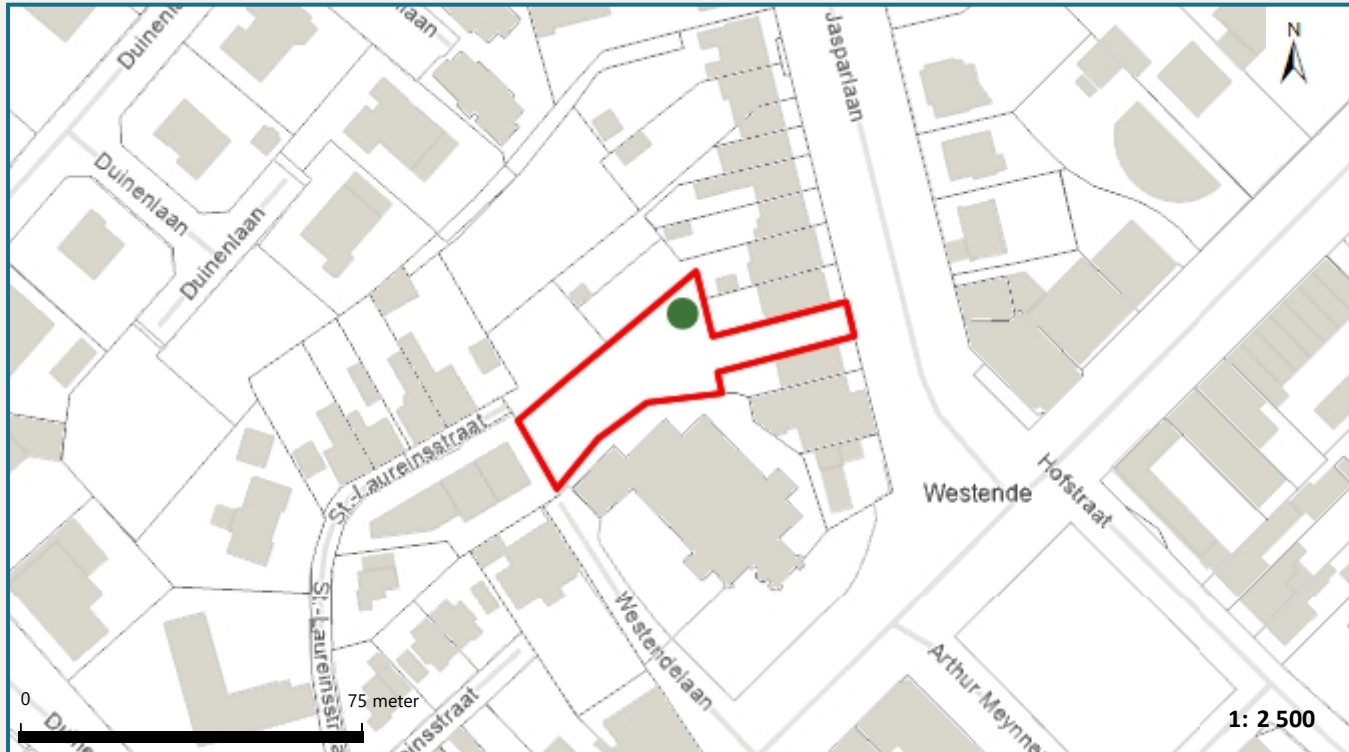 Duinenlaan
N
Jasparlaan
Duinenlaan
Duinenlaan
St.-Laureinsstraat
Westende
Hofstraat
St.-Laureinsstraat
Westendelaan
Arthur-Meynne
0
75 meter
1: 2 500